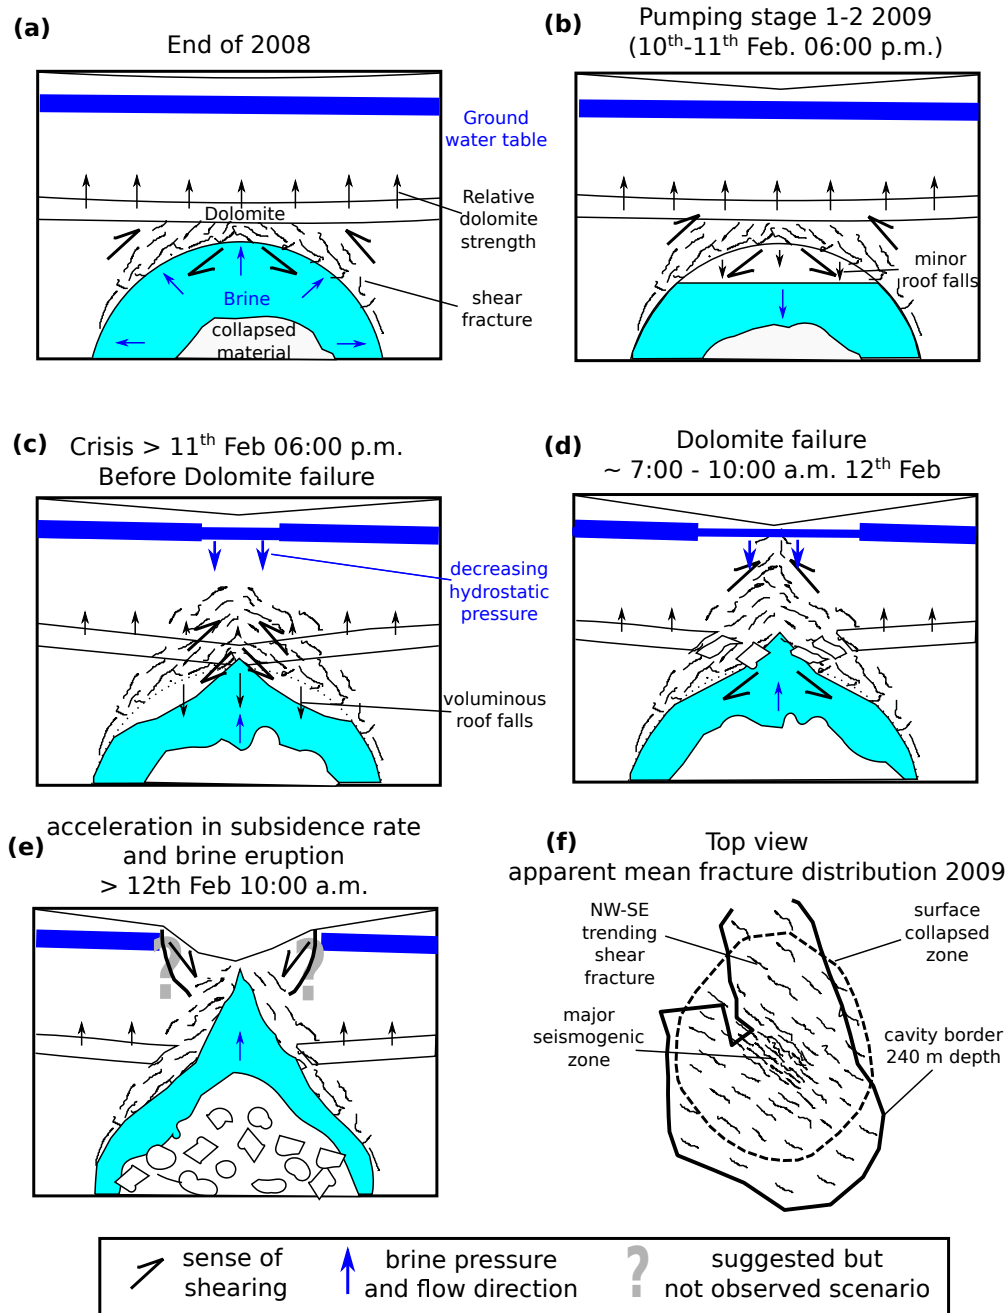 (a)
End of 2008
Ground
water table
Relative
dolomite
strength
Dolomite
Brine
shear
fracture
collapsed
material
(b)
Pumping stage 1-2 2009
(10th-11th Feb. 06:00 p.m.)
minor
roof falls
(c)
Crisis > 11th Feb 06:00 p.m.
Before Dolomite failure
decreasing
hydrostatic
pressure
voluminous
roof falls
(d)
Dolomite failure
~ 7:00 - 10:00 a.m. 12th Feb
(e)
acceleration in subsidence rate
and brine eruption
> 12th Feb 10:00 a.m.
? ?
(f)
Top view
apparent mean fracture distribution 2009
NW-SE
trending
shear
fracture
surface
collapsed
zone
major
seismogenic
zone
cavity border
240 m depth
sense of
shearing
brine pressure
and flow direction
?
suggested but
not observed scenario